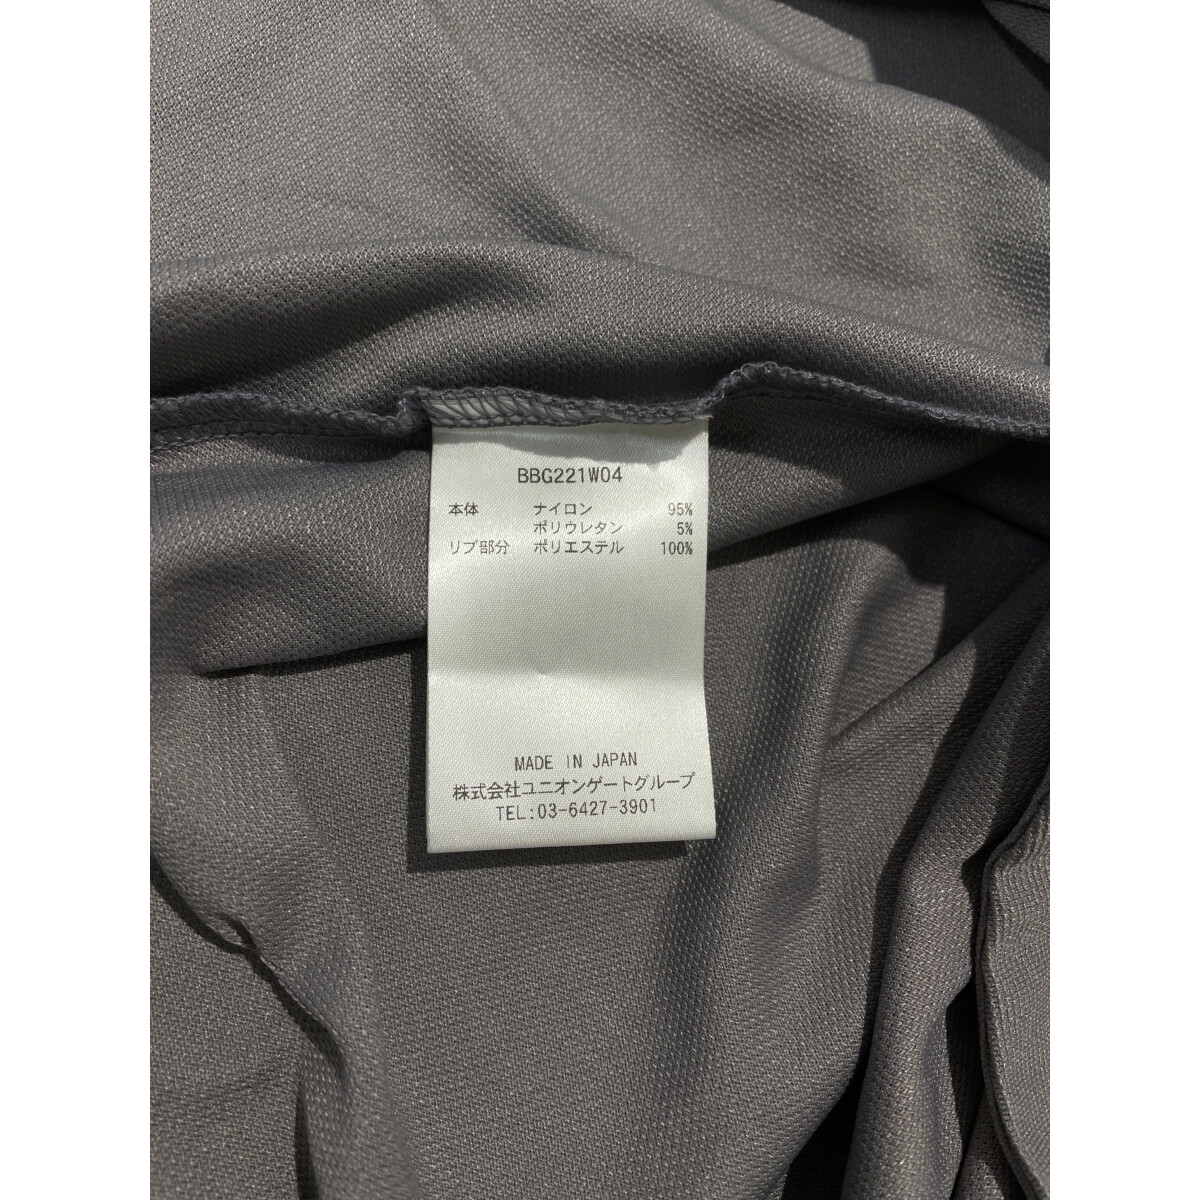 BBG221W04
本体 ナイロン 95%
ポリウレタン 5%
リブ部分 ポリエステル 100%
MADE IN JAPAN
株式会社ユニオンゲートグループ
TEL:03-6427-3901